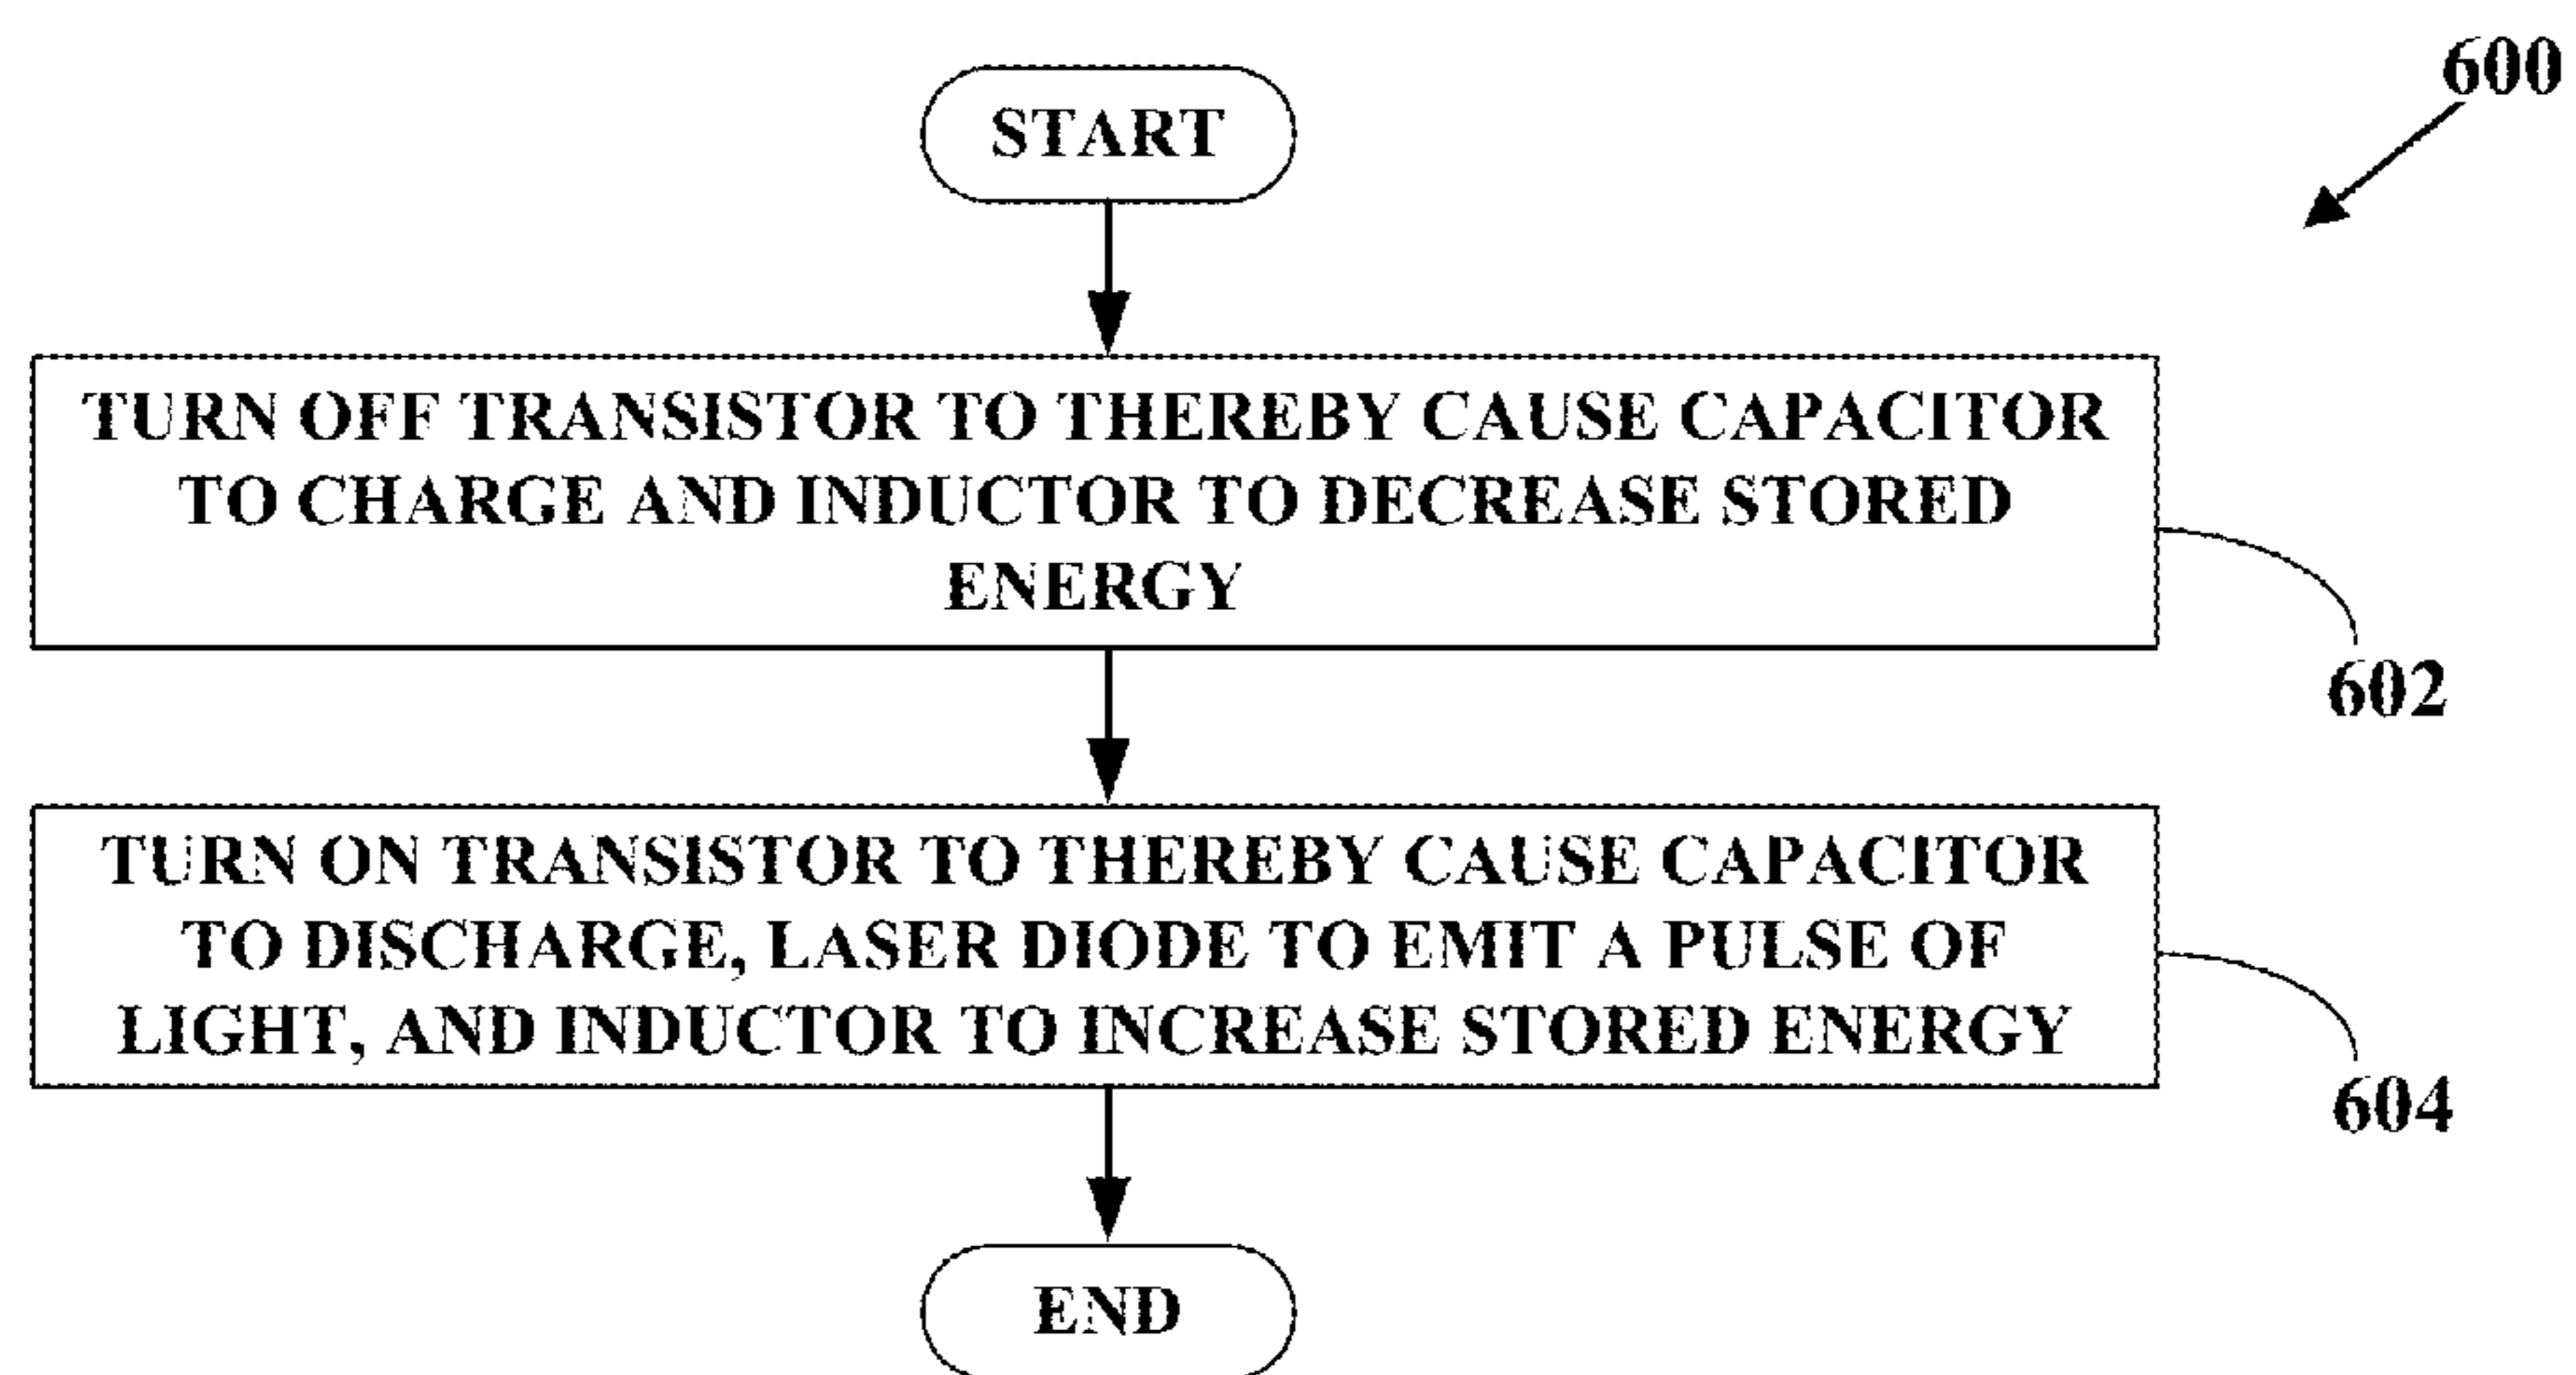 600
START
TURN OFF TRANSISTOR TO THEREBY CAUSE CAPACITOR
TO CHARGE AND INDUCTOR TO DECREASE STORED
ENERGY
602
TURN ON TRANSISTOR TO THEREBY CAUSE CAPACITOR
TO DISCHARGE, LASER DIODE TO EMIT A PULSE OF
LIGHT, AND INDUCTOR TO INCREASE STORED ENERGY
604
END